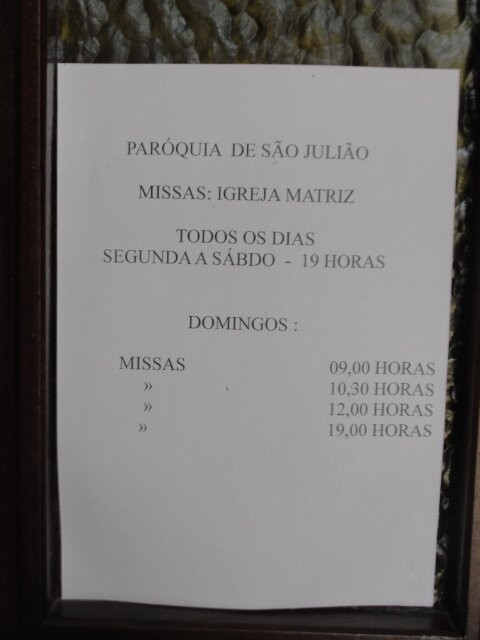 PARÓQUIA DE SÃO JULIÃO
MISSAS: IGREJA MATRIZ
TODOS OS DIAS
SEGUNDA A SÁBDO - 19 HORAS
DOMINGOS :
MISSAS 09,00 HORAS
» 10,30 HORAS
» 12,00 HORAS
» 19,00 HORAS